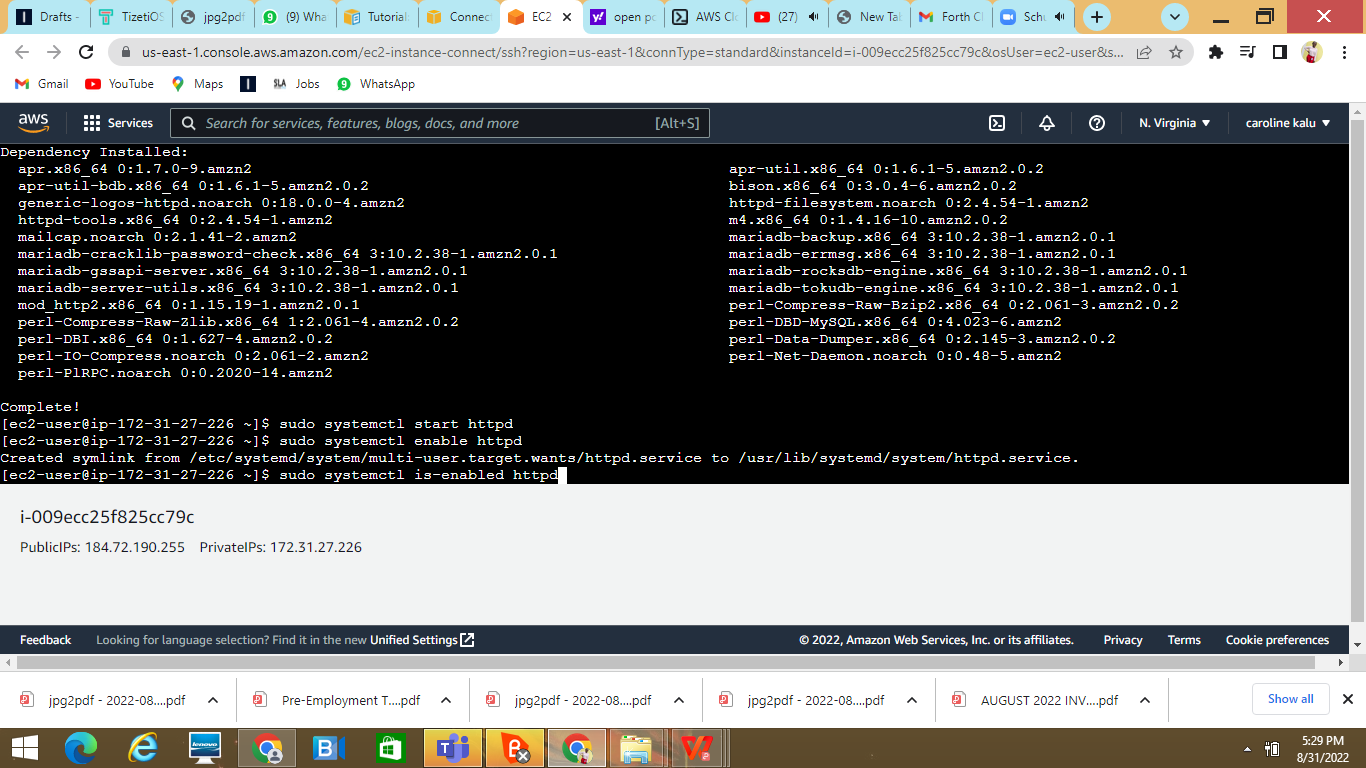 Drafts -
TizetiOS
jpg2pdf
(9) Wha
Tutorial:
Connect
EC2
open po
AWS Clo
(27)
New Tab
Forth Cl
Schu
us-east-1.console.aws.amazon.com/ec2-instance-connect/ssh?region=us-east-1&connType=standard&instanceId=i-009ecc25f825cc79c&osUser=ec2-user&s...
Gmail YouTube Maps SLA Jobs WhatsApp
aws Services Search for services, features, blogs, docs, and more [Alt+S] N. Virginia caroline kalu
Dependency Installed:
apr.x86_64 0:1.7.0-9.amzn2 apr-util.x86_64 0:1.6.1-5.amzn2.0.2
apr-util-bdb.x86_64 0:1.6.1-5.amzn2.0.2 bison.x86_64 0:3.0.4-6.amzn2.0.2
generic-logos-httpd.noarch 0:18.0.0-4.amzn2 httpd-filesystem.noarch 0:2.4.54-1.amzn2
httpd-tools.x86_64 0:2.4.54-1.amzn2 m4.x86_64 0:1.4.16-10.amzn2.0.2
mailcap.noarch 0:2.1.41-2.amzn2 mariadb-backup.x86_64 3:10.2.38-1.amzn2.0.1
mariadb-cracklib-password-check.x86_64 3:10.2.38-1.amzn2.0.1 mariadb-errmsg.x86_64 3:10.2.38-1.amzn2.0.1
mariadb-gssapi-server.x86_64 3:10.2.38-1.amzn2.0.1 mariadb-rocksdb-engine.x86_64 3:10.2.38-1.amzn2.0.1
mariadb-server-utils.x86_64 3:10.2.38-1.amzn2.0.1 mariadb-tokudb-engine.x86_64 3:10.2.38-1.amzn2.0.1
mod_http2.x86_64 0:1.15.19-1.amzn2.0.1 perl-Compress-Raw-Bzip2.x86_64 0:2.061-3.amzn2.0.2
perl-Compress-Raw-Zlib.x86_64 1:2.061-4.amzn2.0.2 perl-DBD-MySQL.x86_64 0:4.023-6.amzn2
perl-DBI.x86_64 0:1.627-4.amzn2.0.2 perl-Data-Dumper.x86_64 0:2.145-3.amzn2.0.2
perl-IO-Compress.noarch 0:2.061-2.amzn2 perl-Net-Daemon.noarch 0:0.48-5.amzn2
perl-PlRPC.noarch 0:0.2020-14.amzn2
Complete!
[ec2-user@ip-172-31-27-226 ~]$ sudo systemctl start httpd
[ec2-user@ip-172-31-27-226 ~]$ sudo systemctl enable httpd
Created symlink from /etc/systemd/system/multi-user.target.wants/httpd.service to /usr/lib/systemd/system/httpd.service.
[ec2-user@ip-172-31-27-226 ~]$ sudo systemctl is-enabled httpd
i-009ecc25f825cc79c
PublicIPs: 184.72.190.255 PrivateIPs: 172.31.27.226
Feedback Looking for language selection? Find it in the new Unified Settings © 2022, Amazon Web Services, Inc. or its affiliates. Privacy Terms Cookie preferences
jpg2pdf - 2022-08....pdf Pre-Employment T....pdf jpg2pdf - 2022-08....pdf jpg2pdf - 2022-08....pdf AUGUST 2022 INV....pdf Show all
lenovo
5:29 PM
8/31/2022